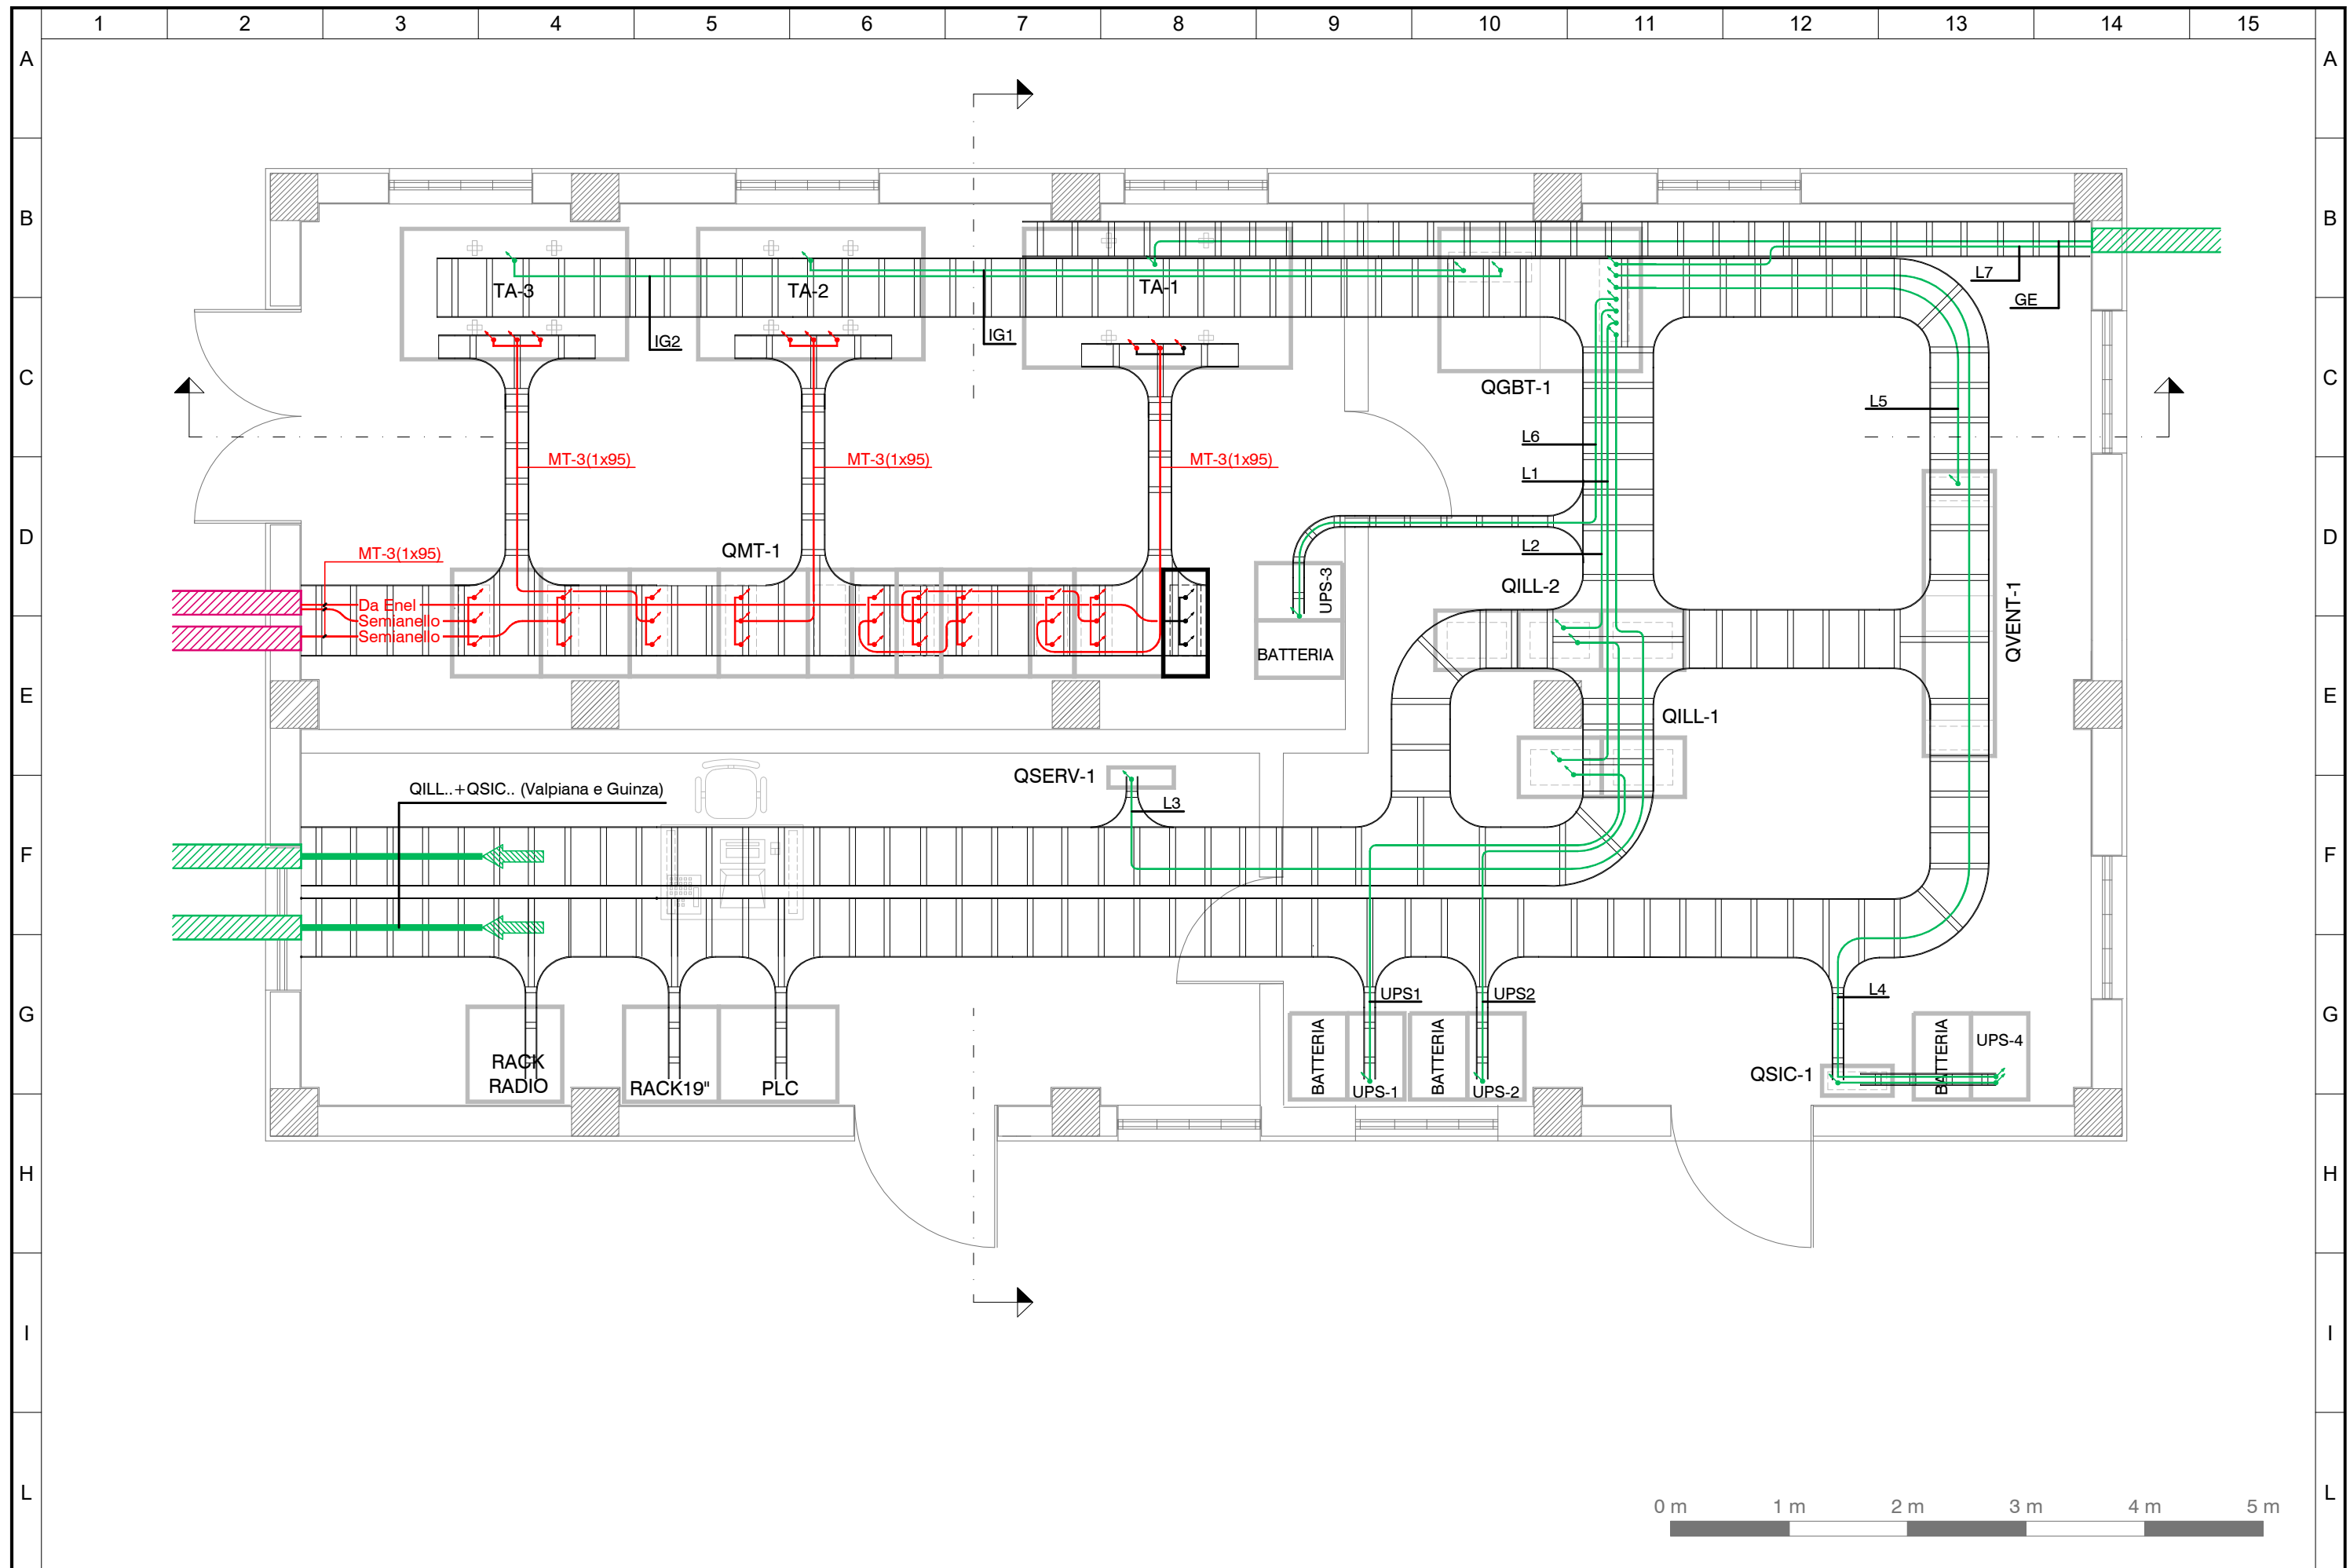 1 2 3 4 5 6 7 8 9 10 11 12 13 14 15
A A
B B
TA-3 TA-2 TA-1
L7
GE
IG2 IG1
C C
QGBT-1
L5
L6
MT-3(1x95) MT-3(1x95) MT-3(1x95)
L1
D D
MT-3(1x95)
QMT-1
L2
QILL-2
UPS-3
Da Enel
Semianello
Semianello
QVENT-1
BATTERIA
E E
QILL-1
QSERV-1
QILL..+QSIC.. (Valpiana e Guinza)
L3
F F
UPS1 UPS2 L4
G G
RACK
RADIO
RACK19"
PLC
BATTERIA
UPS-1
BATTERIA
UPS-2
QSIC-1
BATTERIA
UPS-4
H H
I I
L L
0 m 1 m 2 m 3 m 4 m 5 m